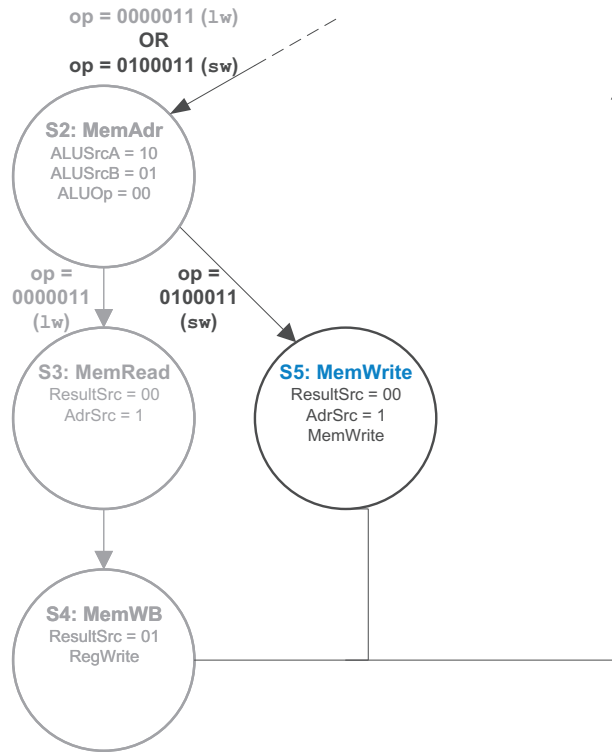 op = 0000011 (lw)
OR
op = 0100011 (sw)
S2: MemAdr
ALUSrcA = 10
ALUSrcB = 01
ALUOp = 00
op =
0000011
(lw)
op =
0100011
(sw)
S3: MemRead
ResultSrc = 00
AdrSrc = 1
S5: MemWrite
ResultSrc = 00
AdrSrc = 1
MemWrite
S4: MemWB
ResultSrc = 01
RegWrite